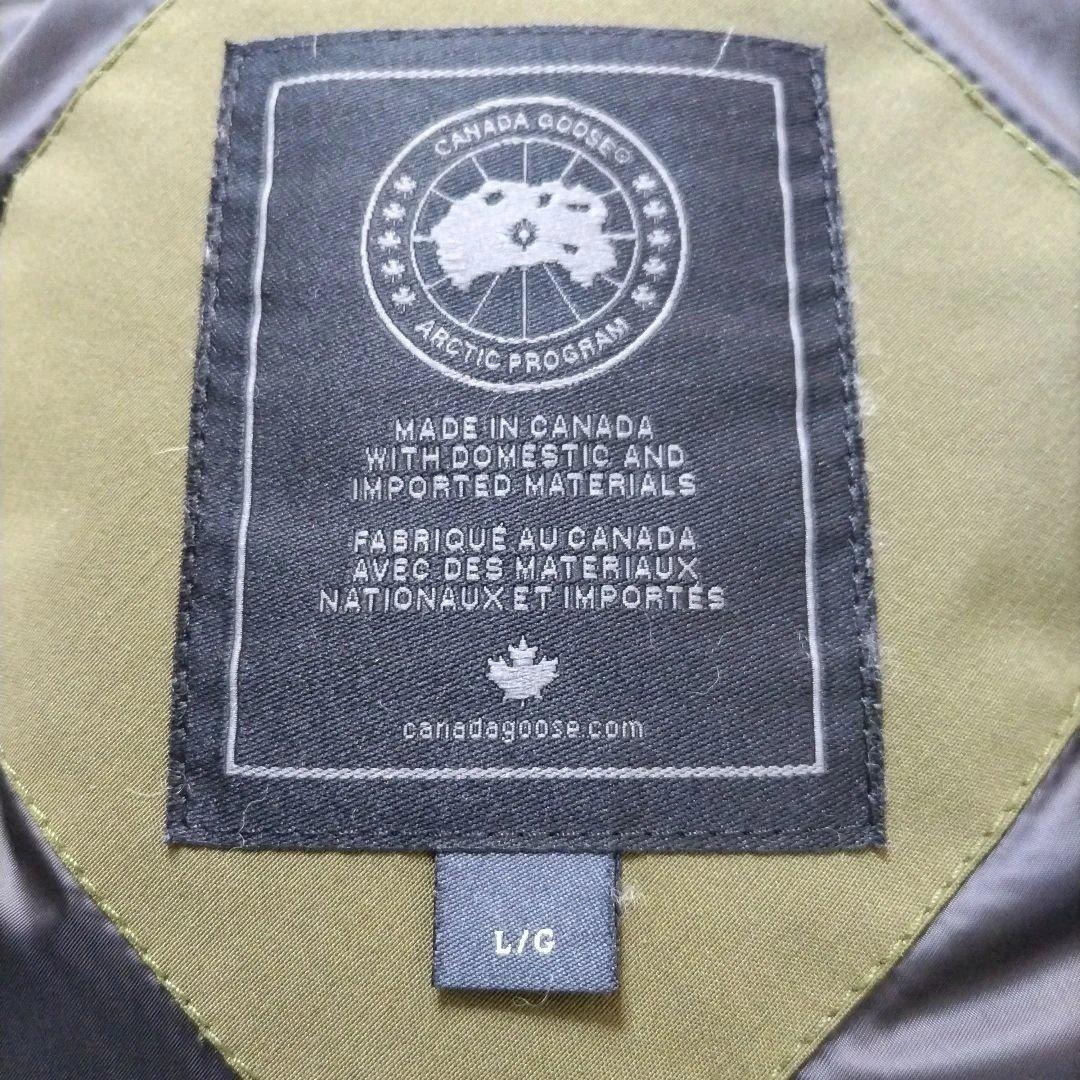 CANADA GOOSE®
ARCTIC PROGRAM
MADE IN CANADA
WITH DOMESTIC AND
IMPORTED MATERIALS
FABRIQUÉ AU CANADA
AVEC DES MATERIAUX
NATIONAUX ET IMPORTÉS
canadagoose.com
L/G